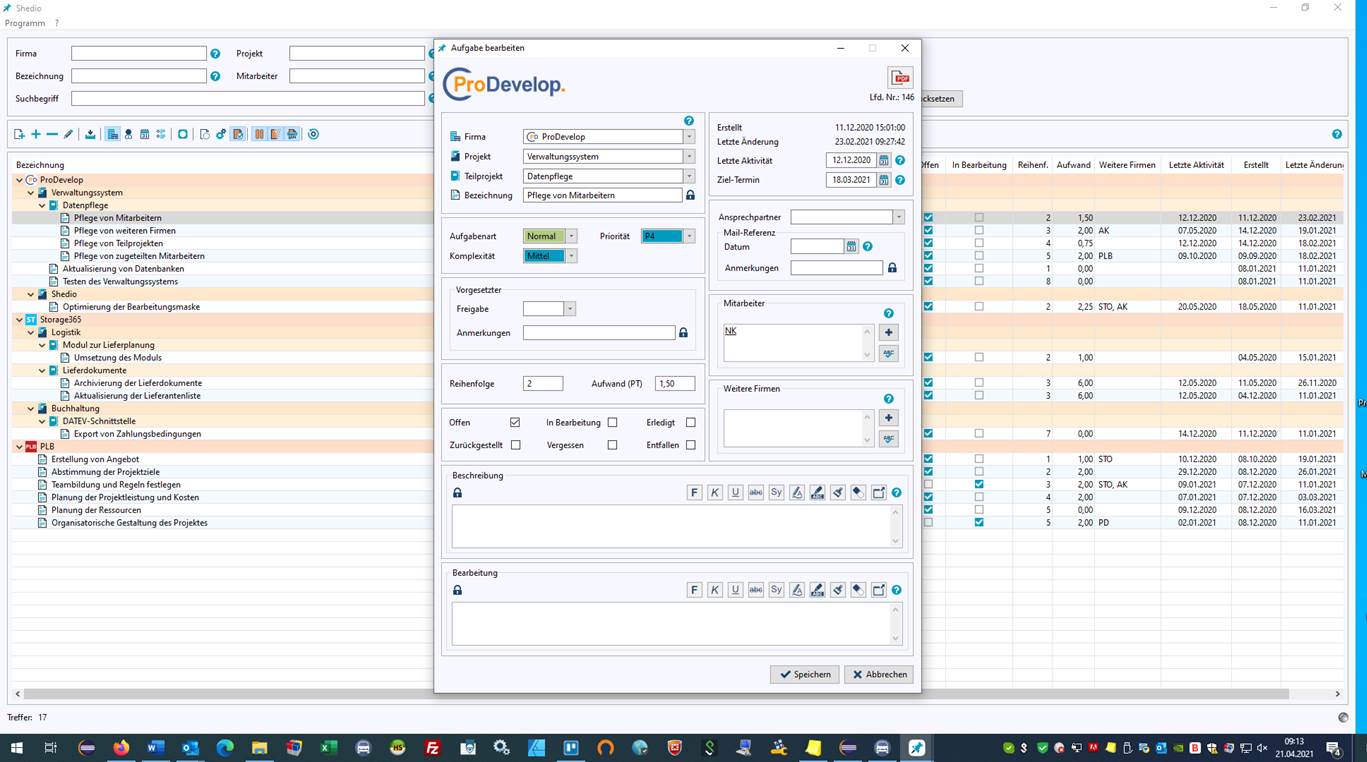 Shedio
Programm ?
Firma
Projekt
Bezeichnung
Mitarbeiter
Suchbegriff
cksetzen
Bezeichnung
ffen In Bearbeitung Reihenf. Aufwand Weitere Firmen Letzte Aktivität Erstellt Letzte Änderung
ProDevelop
Verwaltungssystem
Datenpflege
Pflege von Mitarbeitern 2 1,50 12.12.2020 11.12.2020 23.02.2021
Pflege von weiteren Firmen 3 2,00 AK 07.05.2020 14.12.2020 19.01.2021
Pflege von Teilprojekten 4 0,75 12.12.2020 14.12.2020 18.02.2021
Pflege von zugeteilten Mitarbeitern 5 2,00 PLB 09.10.2020 09.09.2020 18.02.2021
Aktualisierung von Datenbanken 1 0,00 08.01.2021 11.01.2021
Testen des Verwaltungssystems 8 0,00 08.01.2021 11.01.2021
Shedio
Optimierung der Bearbeitungsmaske 2 2,25 STO, AK 20.05.2020 18.05.2020 11.01.2021
ST Storage365
Logistik
Modul zur Lieferplanung
Umsetzung des Moduls 2 1,00 04.05.2020 15.01.2021
Lieferdokumente
Archivierung der Lieferdokumente 3 6,00 12.05.2020 11.05.2020 26.11.2020
Aktualisierung der Lieferantenliste 3 6,00 12.05.2020 04.12.2020 11.01.2021
Buchhaltung
DATEV-Schnittstelle
Export von Zahlungsbedingungen 7 0,00 14.12.2020 11.12.2020 11.01.2021
PLB PLB
Erstellung von Angebot 1 1,00 STO 10.12.2020 08.10.2020 19.01.2021
Abstimmung der Projektziele 2 2,00 29.12.2020 08.12.2020 26.01.2021
Teambildung und Regeln festlegen 3 2,00 STO, AK 09.01.2021 07.12.2020 11.01.2021
Planung der Projektleistung und Kosten 4 2,00 07.01.2021 07.12.2020 03.03.2021
Planung der Ressourcen 5 0,00 09.12.2020 08.12.2020 16.03.2021
Organisatorische Gestaltung des Projektes 5 2,00 PD 02.01.2021 08.12.2020 11.01.2021
Treffer: 17
Aufgabe bearbeiten
ProDevelop.
PDF
Lfd. Nr.: 146
Firma ProDevelop
Projekt Verwaltungssystem
Teilprojekt Datenpflege
Bezeichnung Pflege von Mitarbeitern
Erstellt 11.12.2020 15:01:00
Letzte Änderung 23.02.2021 09:27:42
Letzte Aktivität 12.12.2020
Ziel-Termin 18.03.2021
Aufgabenart Normal Priorität P4
Komplexität Mittel
Ansprechpartner
Mail-Referenz
Datum
Anmerkungen
Vorgesetzter
Freigabe
Anmerkungen
Mitarbeiter
NK
ABC
Reihenfolge 2 Aufwand (PT) 1,50
Weitere Firmen
ABC
Offen In Bearbeitung Erledigt
Zurückgestellt Vergessen Entfallen
Beschreibung
F K U abc Sy
Bearbeitung
F K U abc Sy
Speichern Abbrechen
09:13
21.04.2021